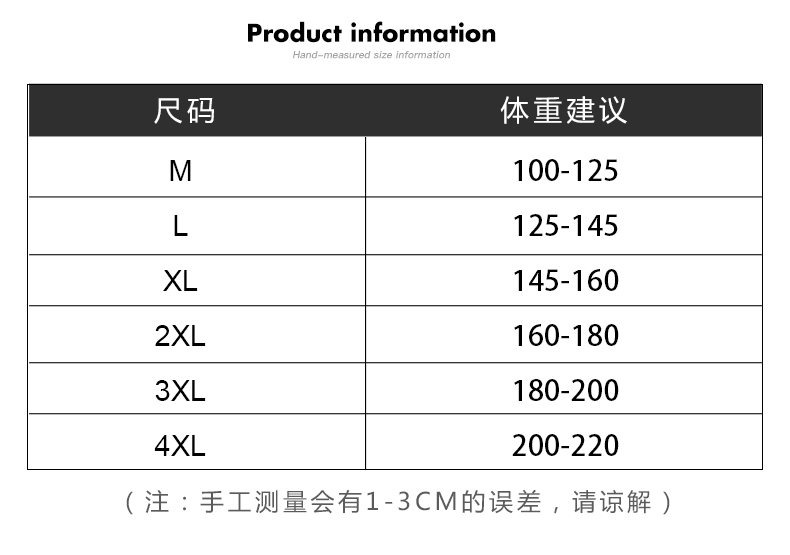 Product information
Hand-measured size information
尺码 体重建议
M 100-125
L 125-145
XL 145-160
2XL 160-180
3XL 180-200
4XL 200-220
（注：手工测量会有1-3CM的误差，请谅解）